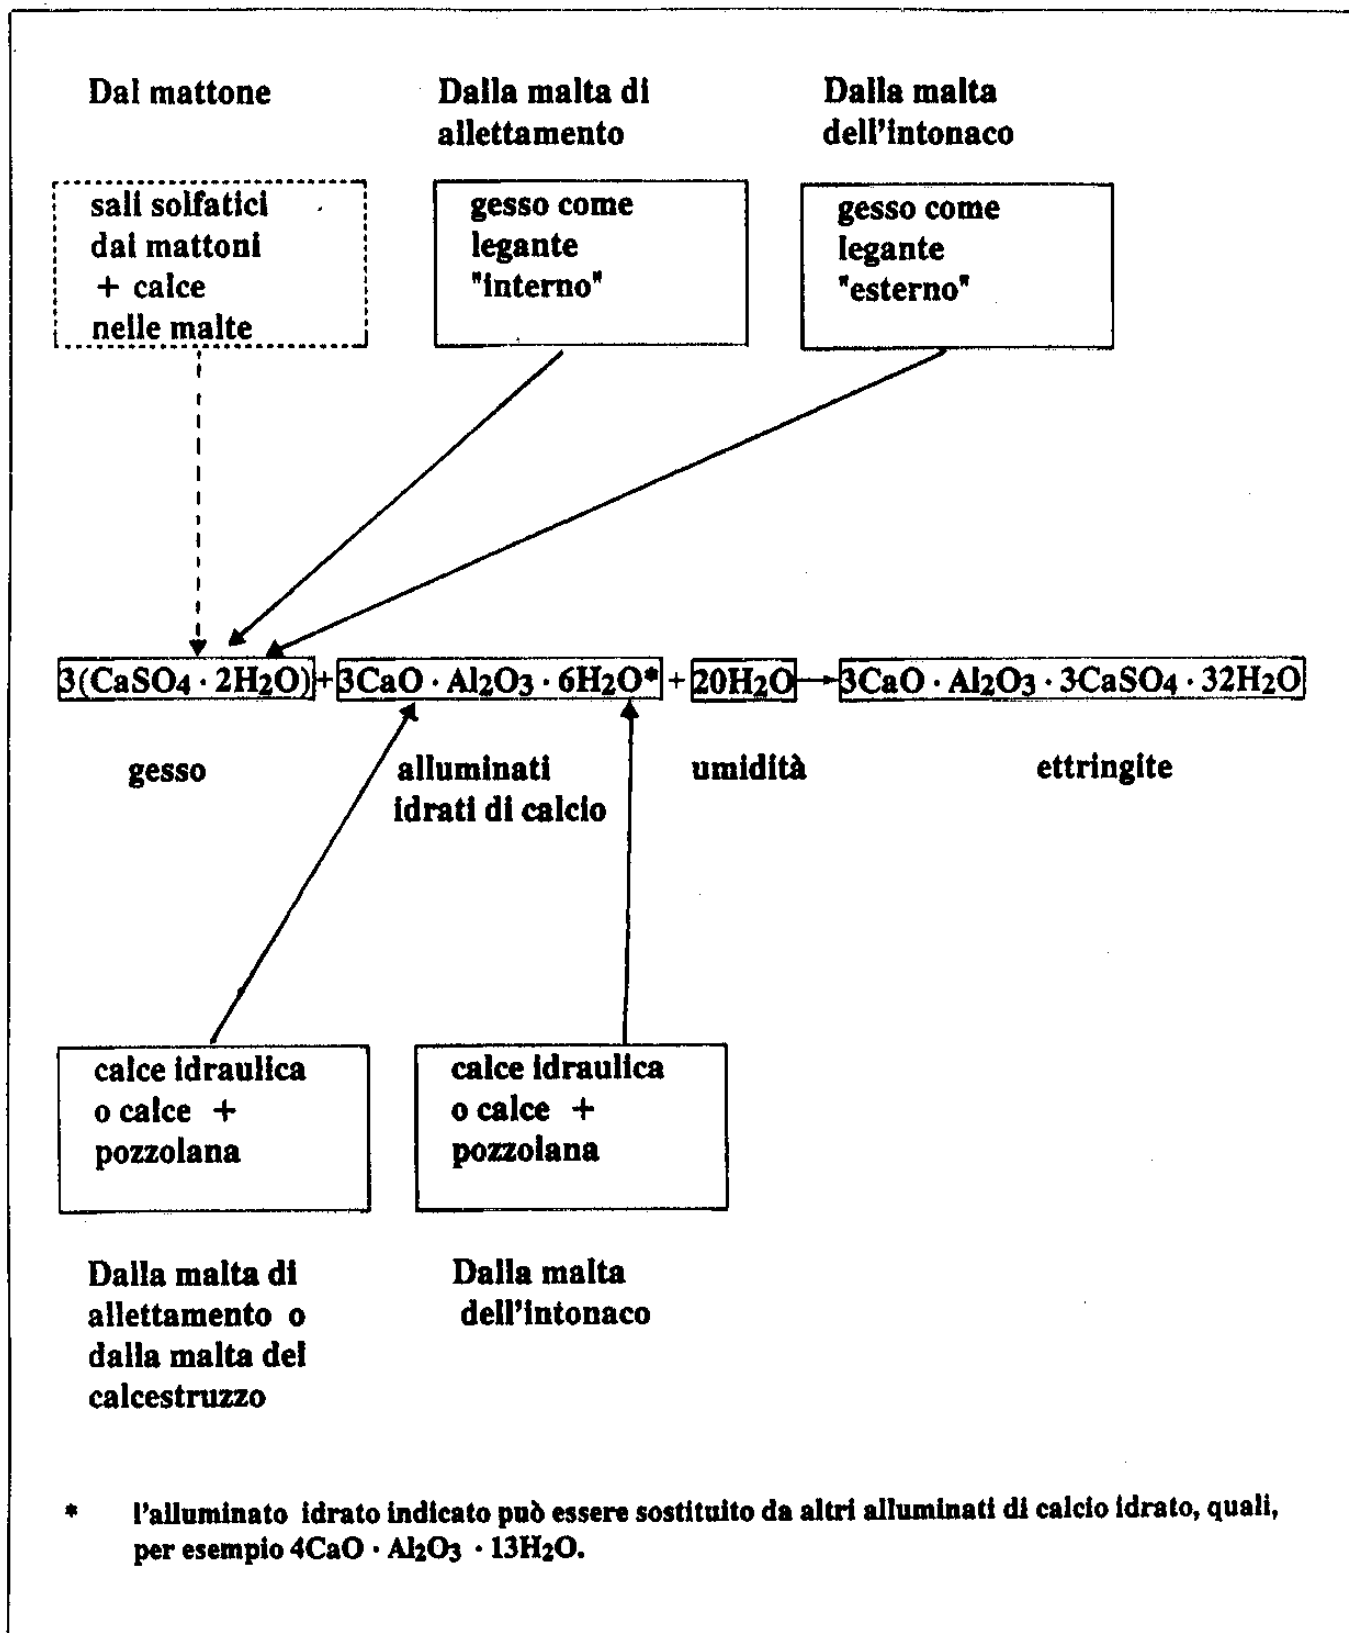 Dal mattone
Dalla malta di
allettamento
Dalla malta
dell'intonaco
sali solfatici
dai mattoni
+ calce
nelle malte
gesso come
legante
"interno"
gesso come
legante
"esterno"
3(CaSO₄ · 2H₂O) + 3CaO · Al₂O₃ · 6H₂O* + 20H₂O → 3CaO · Al₂O₃ · 3CaSO₄ · 32H₂O
gesso
alluminati
idrati di calcio
umidità
ettringite
calce idraulica
o calce +
pozzolana
calce idraulica
o calce +
pozzolana
Dalla malta di
allettamento o
dalla malta del
calcestruzzo
Dalla malta
dell'intonaco
* l'alluminato idrato indicato può essere sostituito da altri alluminati di calcio idrato, quali,
per esempio 4CaO · Al₂O₃ · 13H₂O.